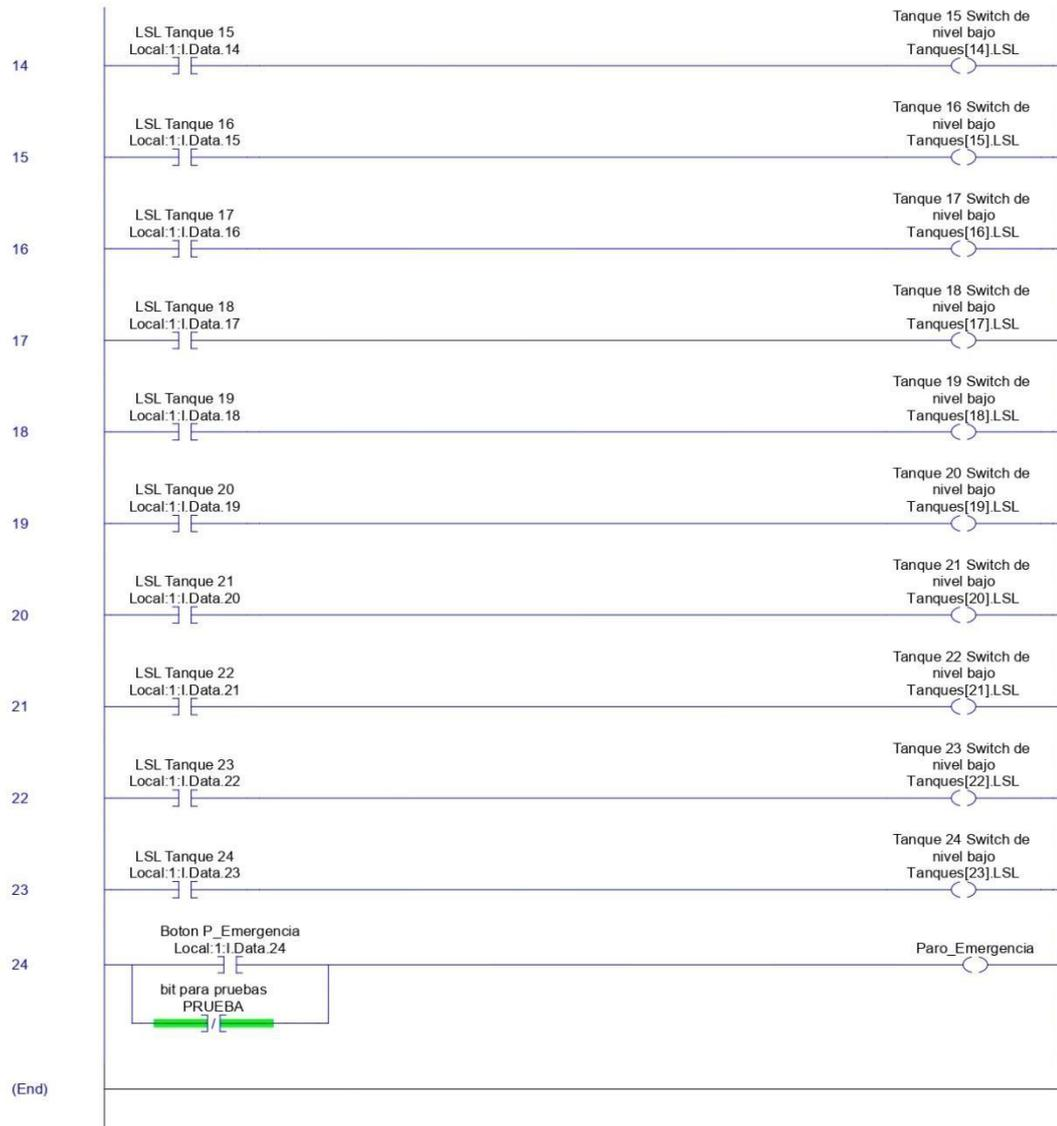 LSL Tanque 15
Local:1:I.Data.14
Tanque 15 Switch de
nivel bajo
Tanques[14].LSL
14
LSL Tanque 16
Local:1:I.Data.15
Tanque 16 Switch de
nivel bajo
Tanques[15].LSL
15
LSL Tanque 17
Local:1:I.Data.16
Tanque 17 Switch de
nivel bajo
Tanques[16].LSL
16
LSL Tanque 18
Local:1:I.Data.17
Tanque 18 Switch de
nivel bajo
Tanques[17].LSL
17
LSL Tanque 19
Local:1:I.Data.18
Tanque 19 Switch de
nivel bajo
Tanques[18].LSL
18
LSL Tanque 20
Local:1:I.Data.19
Tanque 20 Switch de
nivel bajo
Tanques[19].LSL
19
LSL Tanque 21
Local:1:I.Data.20
Tanque 21 Switch de
nivel bajo
Tanques[20].LSL
20
LSL Tanque 22
Local:1:I.Data.21
Tanque 22 Switch de
nivel bajo
Tanques[21].LSL
21
LSL Tanque 23
Local:1:I.Data.22
Tanque 23 Switch de
nivel bajo
Tanques[22].LSL
22
LSL Tanque 24
Local:1:I.Data.23
Tanque 24 Switch de
nivel bajo
Tanques[23].LSL
23
Boton P_Emergencia
Local:1:I.Data.24
Paro_Emergencia
24
bit para pruebas
PRUEBA
(End)